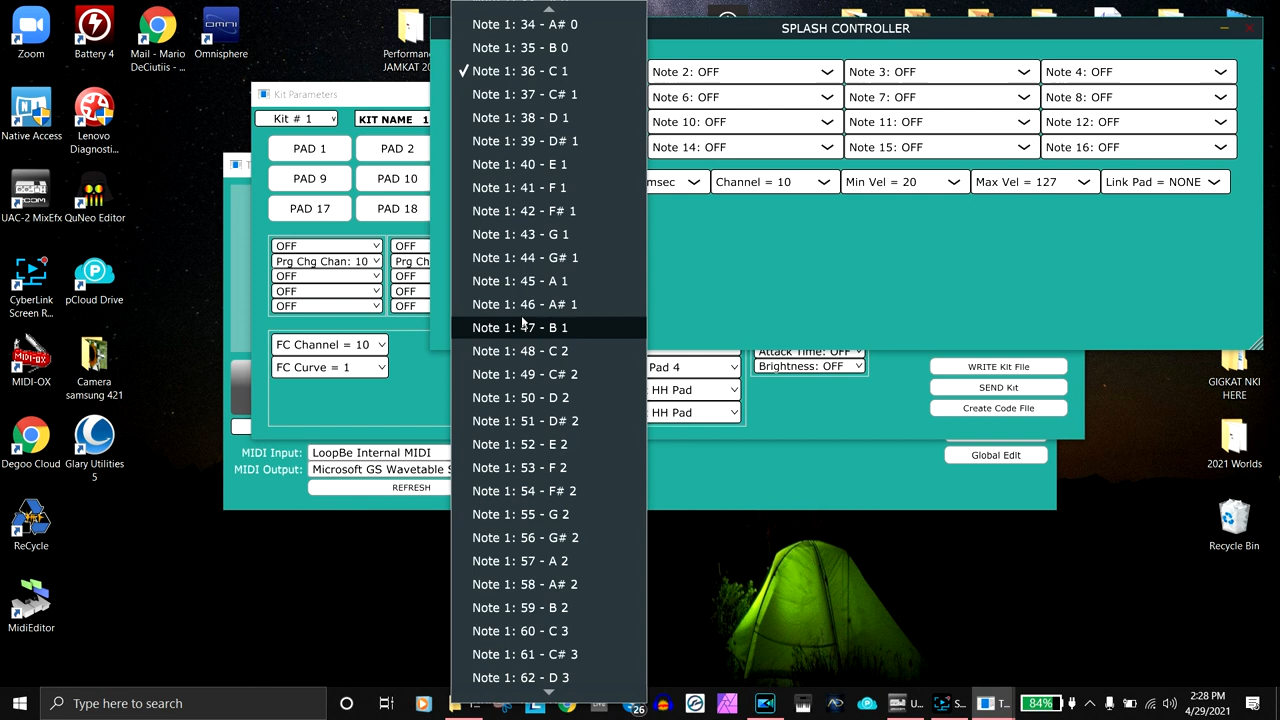 Zoom
Battery 4
Mail - Mario DeCiutiis - ...
Omnisphere
Native Access
Lenovo Diagnosti...
UAC-2 MixEfx
QuNeo Editor
CyberLink Screen R...
pCloud Drive
MIDI-OX
Camera samsung 421
Degoo Cloud
Glary Utilities 5
ReCycle
MidiEditor
Performance
JAMKAT 20
Kit Parameters
Kit # 1
KIT NAME 1
PAD 1
PAD 2
PAD 9
PAD 10
PAD 17
PAD 18
OFF
OFF
Prg Chg Chan: 10
Prg Ch
OFF
OFF
OFF
OFF
OFF
OFF
FC Channel = 10
FC Curve = 1
MIDI Input:
LoopBe Internal MIDI
MIDI Output:
Microsoft GS Wavetable S
REFRESH
Note 1: 34 - A# 0
Note 1: 35 - B 0
✓ Note 1: 36 - C 1
Note 1: 37 - C# 1
Note 1: 38 - D 1
Note 1: 39 - D# 1
Note 1: 40 - E 1
Note 1: 41 - F 1
Note 1: 42 - F# 1
Note 1: 43 - G 1
Note 1: 44 - G# 1
Note 1: 45 - A 1
Note 1: 46 - A# 1
Note 1: 47 - B 1
Note 1: 48 - C 2
Note 1: 49 - C# 2
Note 1: 50 - D 2
Note 1: 51 - D# 2
Note 1: 52 - E 2
Note 1: 53 - F 2
Note 1: 54 - F# 2
Note 1: 55 - G 2
Note 1: 56 - G# 2
Note 1: 57 - A 2
Note 1: 58 - A# 2
Note 1: 59 - B 2
Note 1: 60 - C 3
Note 1: 61 - C# 3
Note 1: 62 - D 3
SPLASH CONTROLLER
Note 2: OFF
Note 3: OFF
Note 4: OFF
Note 6: OFF
Note 7: OFF
Note 8: OFF
Note 10: OFF
Note 11: OFF
Note 12: OFF
Note 14: OFF
Note 15: OFF
Note 16: OFF
msec
Channel = 10
Min Vel = 20
Max Vel = 127
Link Pad = NONE
Attack Time: OFF
Brightness: OFF
Pad 4
HH Pad
HH Pad
WRITE Kit File
SEND Kit
Create Code File
Global Edit
GIGKAT NKI HERE
2021 Worlds
Recycle Bin
Type here to search
26
84%
2:28 PM
4/29/2021